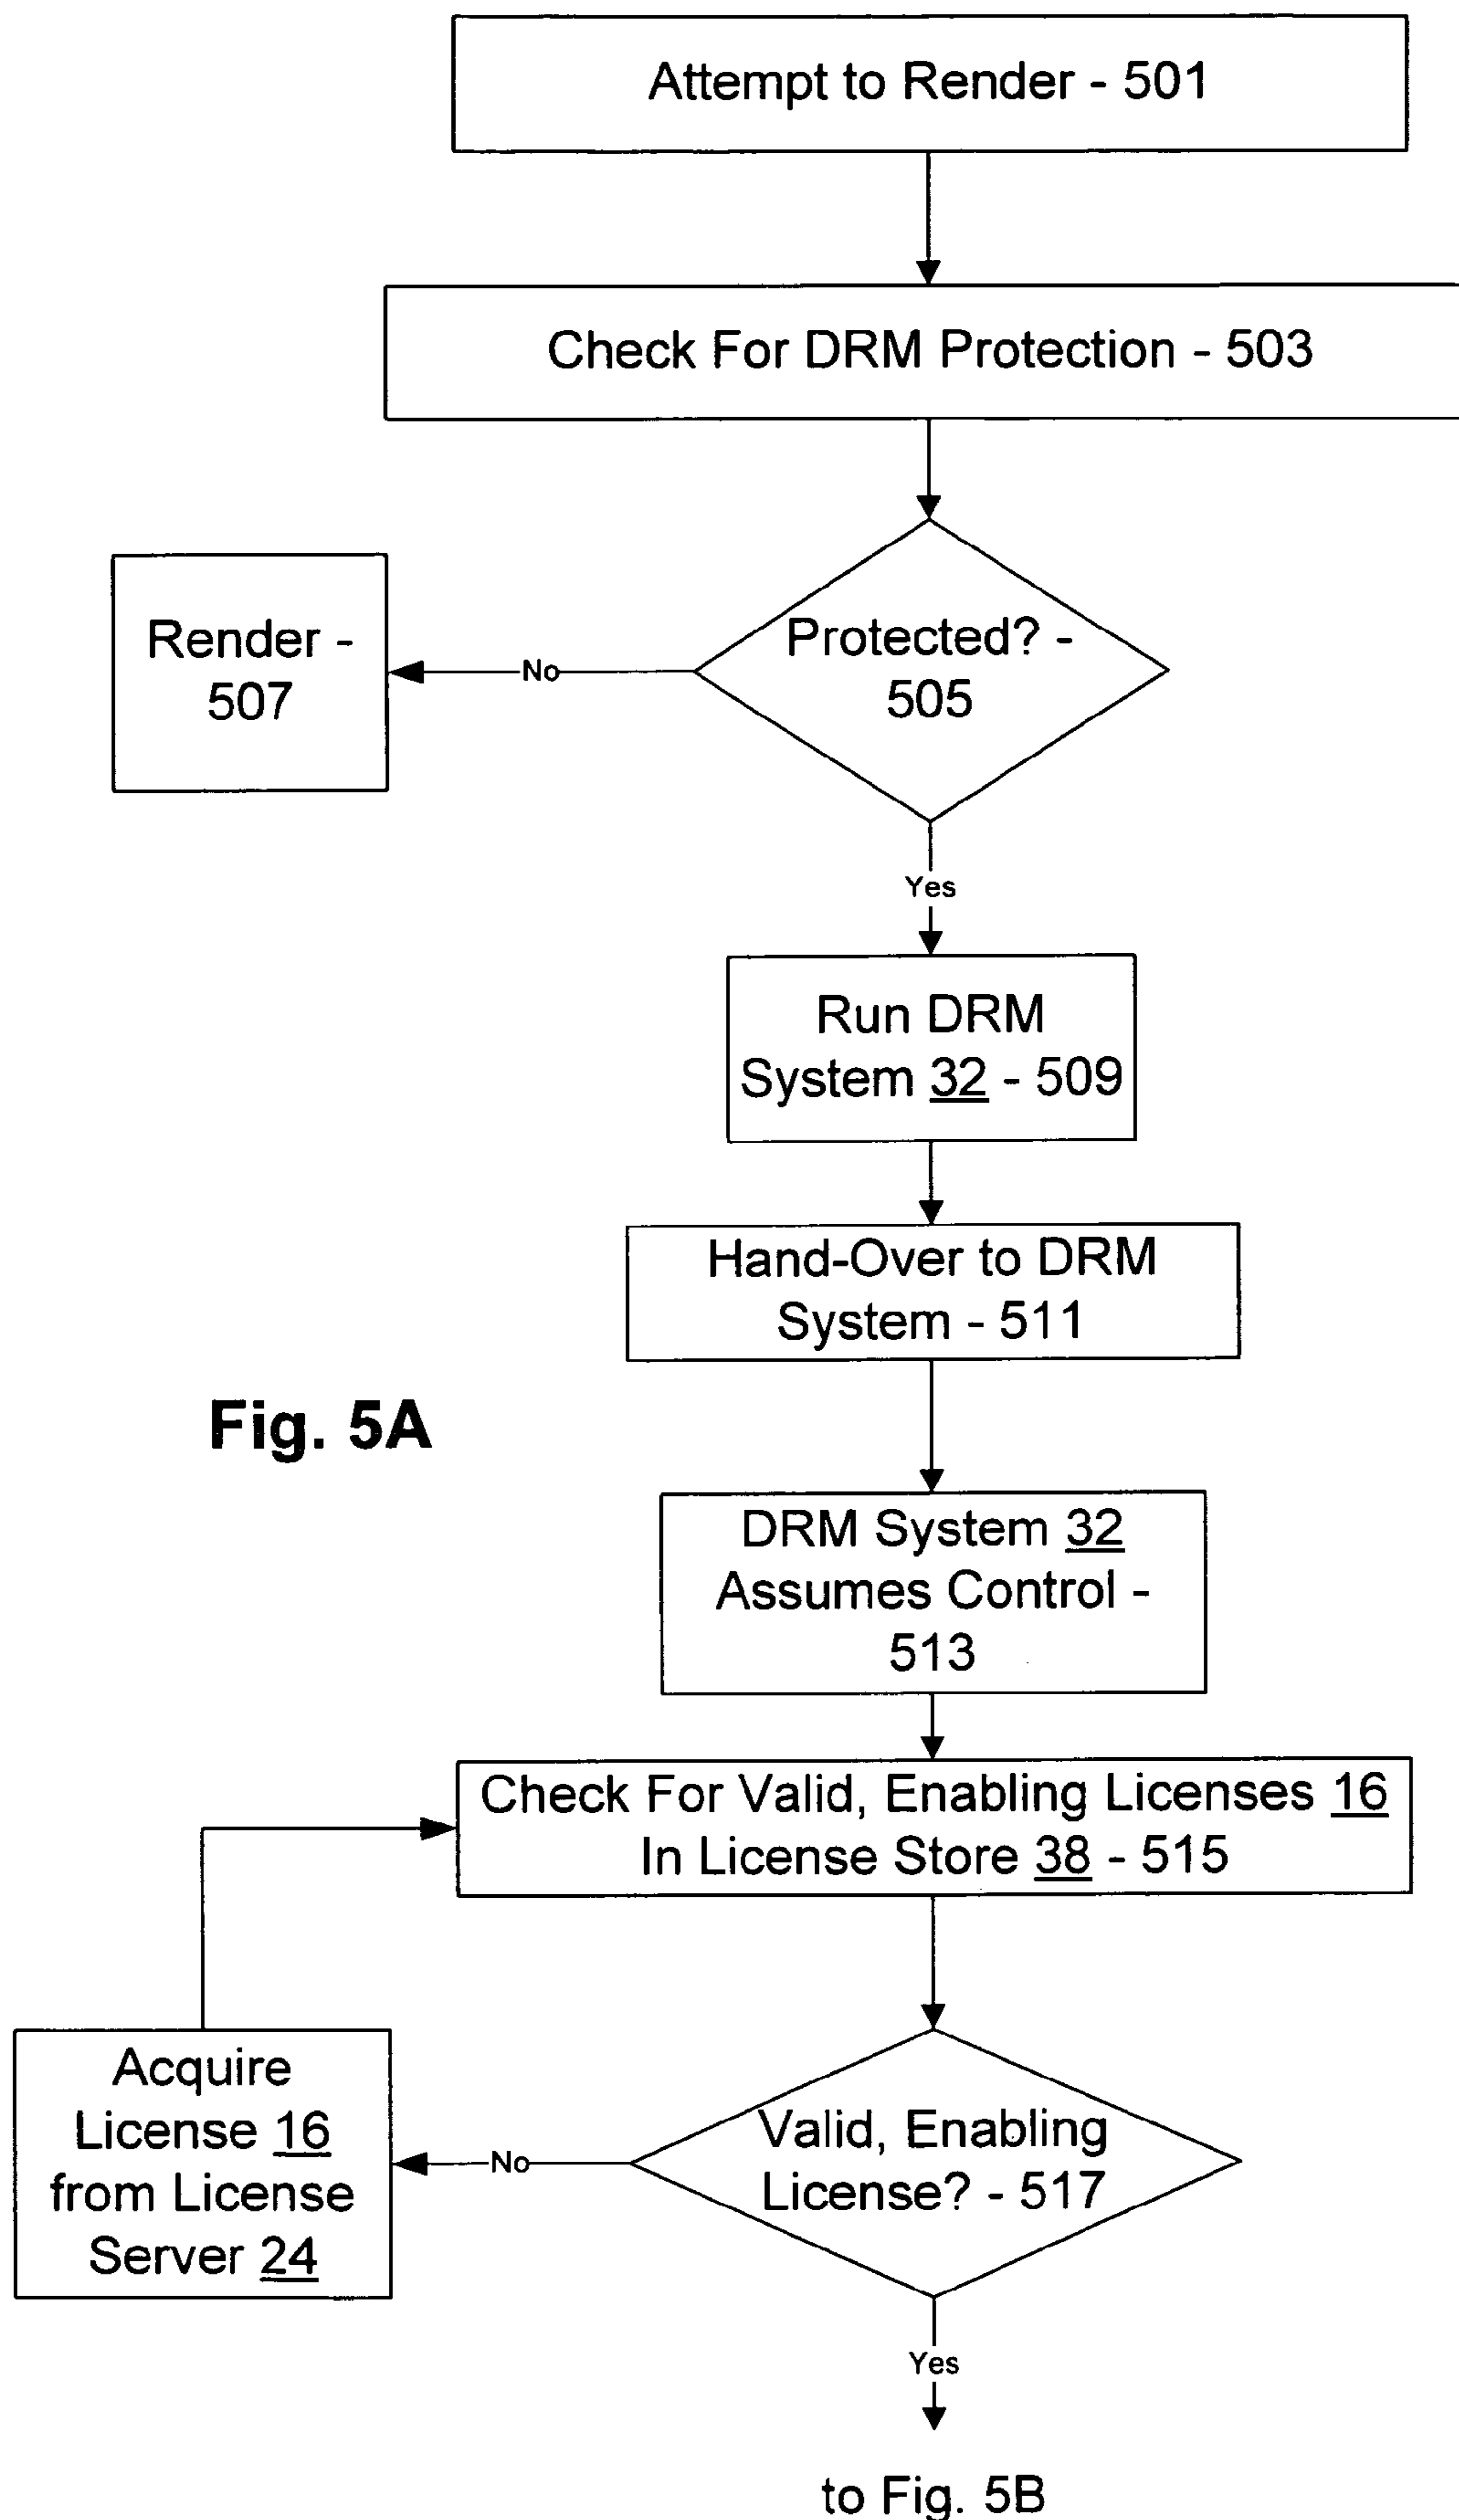 Attempt to Render - 501
Check For DRM Protection - 503
Protected? -
505
Render -
507
No
Yes
Run DRM
System 32 - 509
Hand-Over to DRM
System - 511
Fig. 5A
DRM System 32
Assumes Control -
513
Check For Valid, Enabling Licenses 16
In License Store 38 - 515
Acquire
License 16
from License
Server 24
No
Valid, Enabling
License? - 517
Yes
to Fig. 5B